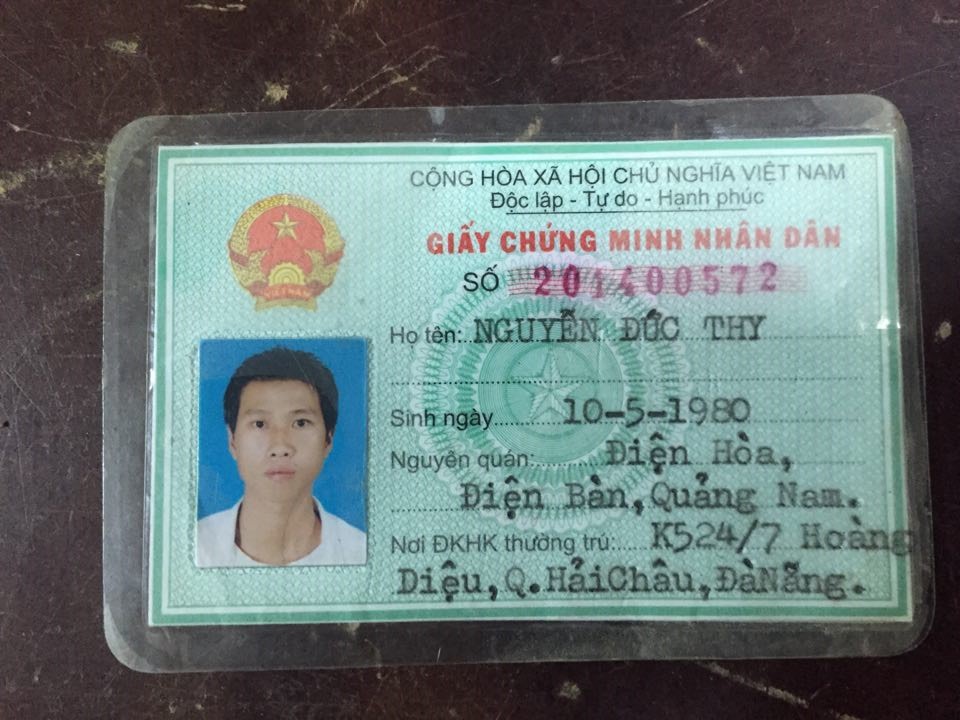 CỘNG HÒA XÃ HỘI CHỦ NGHĨA VIỆT NAM
Độc lập - Tự do - Hạnh phúc
VIỆT NAM
GIẤY CHỨNG MINH NHÂN DÂN
SỐ 201400572
Họ tên: NGUYỄN ĐỨC THY
Sinh ngày 10-5-1980
Nguyên quán: Điện Hòa,
Điện Bàn, Quảng Nam.
Nơi ĐKHK thường trú: K524/7 Hoàng
Diệu, Q. HảiChâu, ĐàNẵng.